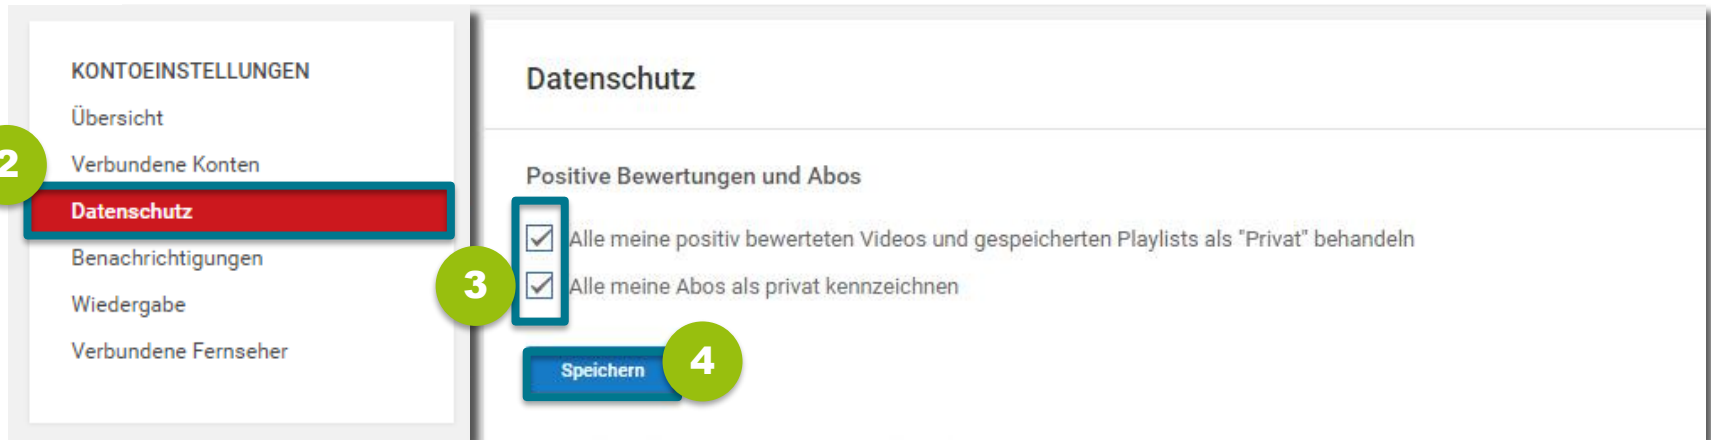 KONTOEINSTELLUNGEN
Übersicht
2
Verbundene Konten
Datenschutz
Benachrichtigungen
Wiedergabe
Verbundene Fernseher
Datenschutz
Positive Bewertungen und Abos
Alle meine positiv bewerteten Videos und gespeicherten Playlists als "Privat" behandeln
3
Alle meine Abos als privat kennzeichnen
Speichern
4